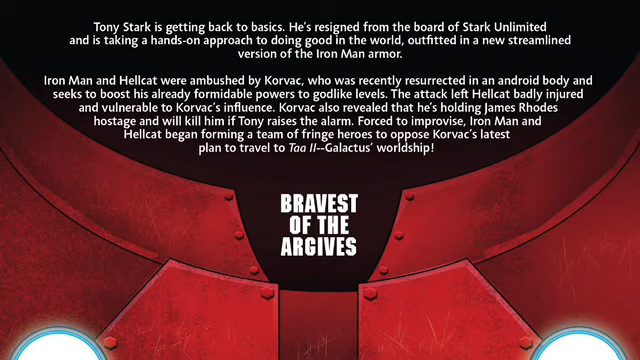 Tony Stark is getting back to basics. He's resigned from the board of Stark Unlimited
and is taking a hands-on approach to doing good in the world, outfitted in a new streamlined
version of the Iron Man armor.
Iron Man and Hellcat were ambushed by Korvac, who was recently resurrected in an android body and
seeks to boost his already formidable powers to godlike levels. The attack left Hellcat badly injured
and vulnerable to Korvac's influence. Korvac also revealed that he's holding James Rhodes
hostage and will kill him if Tony raises the alarm. Forced to improvise, Iron Man and
Hellcat began forming a team of fringe heroes to oppose Korvac's latest
plan to travel to Taa II--Galactus' worldship!
BRAVEST
OF THE
ARGIVES